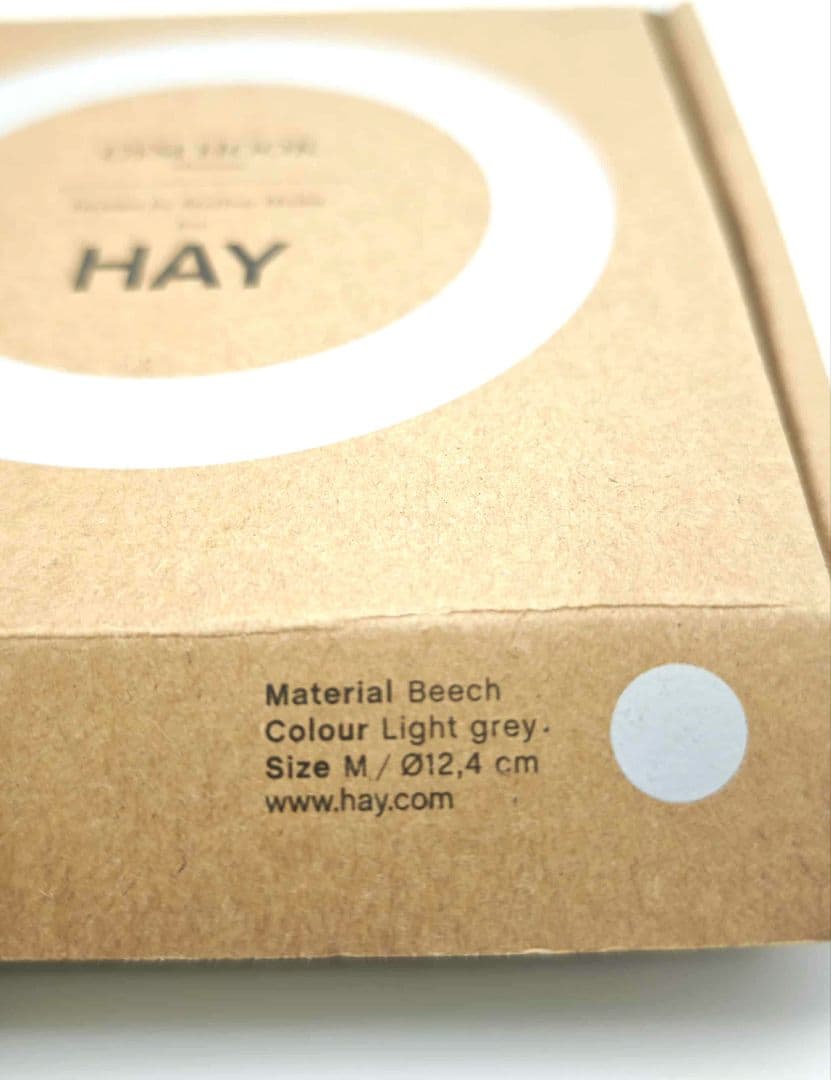 HAY
Material Beech
Colour Light grey.
Size M / Ø12,4 cm
www.hay.com